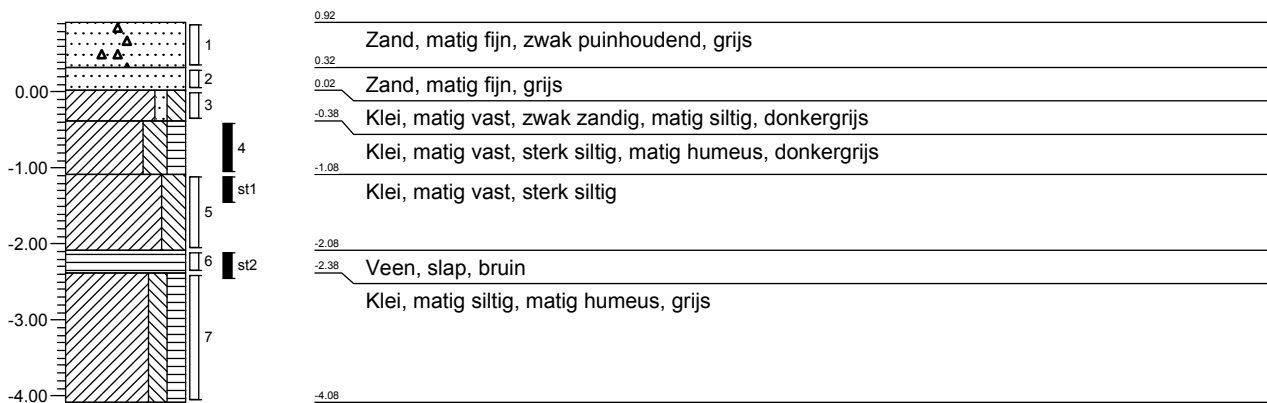 0.92
1
Zand, matig fijn, zwak puinhoudend, grijs
0.32
2
Zand, matig fijn, grijs
0.00
0.02
3
Klei, matig vast, zwak zandig, matig siltig, donkergrijs
-0.38
4
Klei, matig vast, sterk siltig, matig humeus, donkergrijs
-1.00
-1.08
st1
Klei, matig vast, sterk siltig
5
-2.00
-2.08
6
st2
Veen, slap, bruin
-2.38
Klei, matig siltig, matig humeus, grijs
-3.00
7
-4.00
-4.08